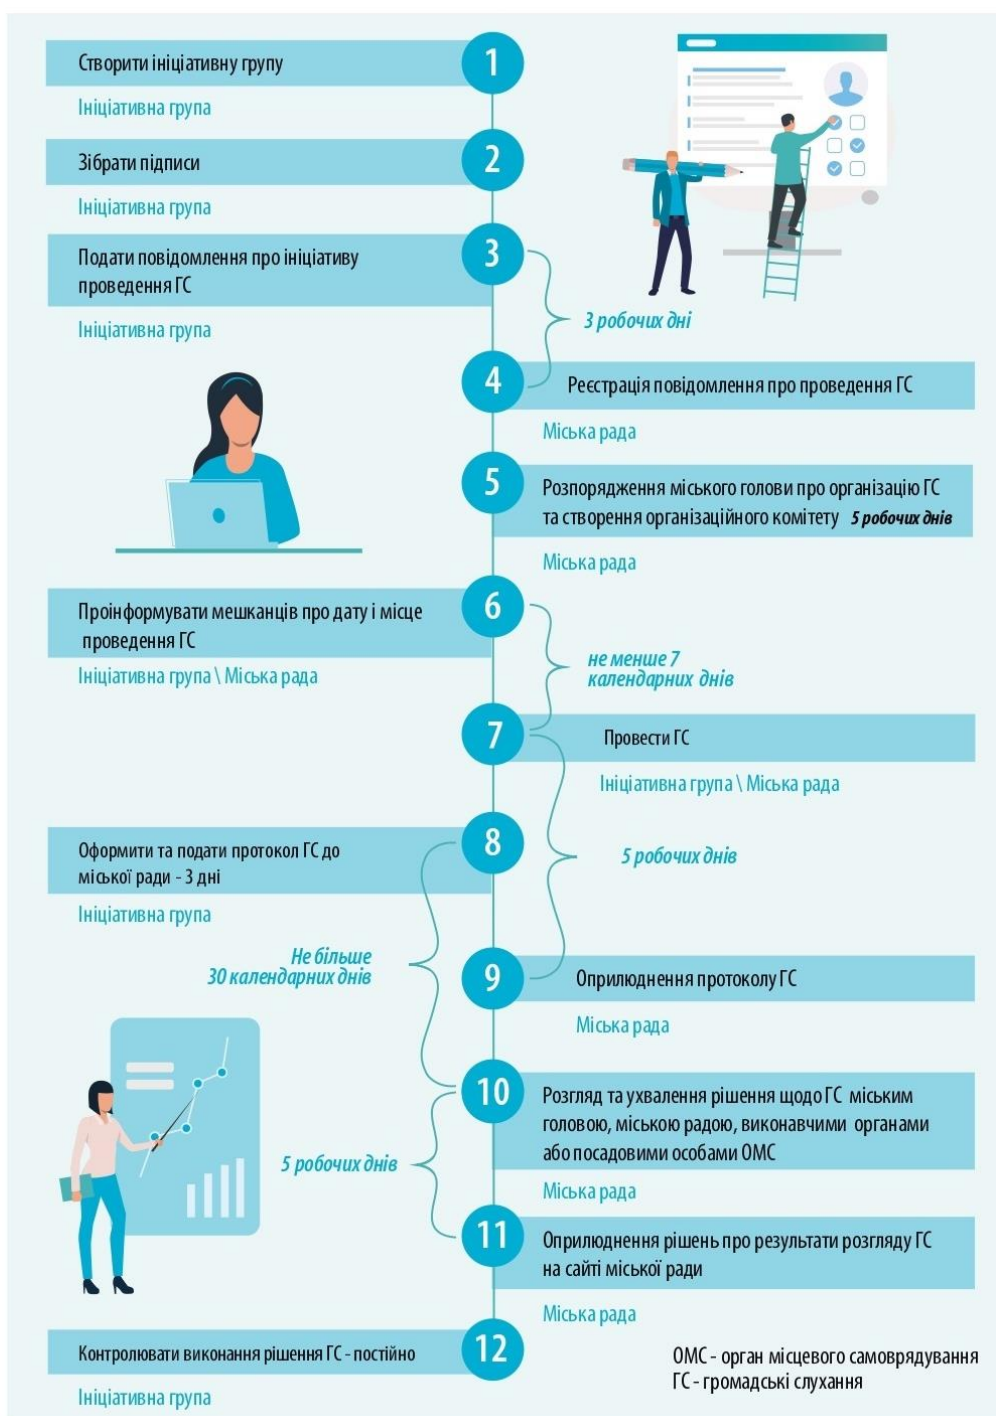 1
Створити ініціативну групу
Ініціативна група
2
Зібрати підписи
Ініціативна група
3
Подати повідомлення про ініціативу
проведення ГС
Ініціативна група
3 робочих дні
4
Реєстрація повідомлення про проведення ГС
Міська рада
5
Розпорядження міського голови про організацію ГС
та створення організаційного комітету 5 робочих днів
Міська рада
6
Проінформувати мешканців про дату і місце
проведення ГС
Ініціативна група \ Міська рада
не менше 7
календарних днів
7
Провести ГС
Ініціативна група \ Міська рада
5 робочих днів
8
Оформити та подати протокол ГС до
міської ради - 3 дні
Ініціативна група
Не більше
30 календарних днів
9
Оприлюднення протоколу ГС
Міська рада
10
Розгляд та ухвалення рішення щодо ГС міським
головою, міською радою, виконавчими органами
або посадовими особами ОМС
Міська рада
5 робочих днів
11
Оприлюднення рішень про результати розгляду ГС
на сайті міської ради
Міська рада
12
Контролювати виконання рішення ГС - постійно
Ініціативна група
ОМС - орган місцевого самоврядування
ГС - громадські слухання